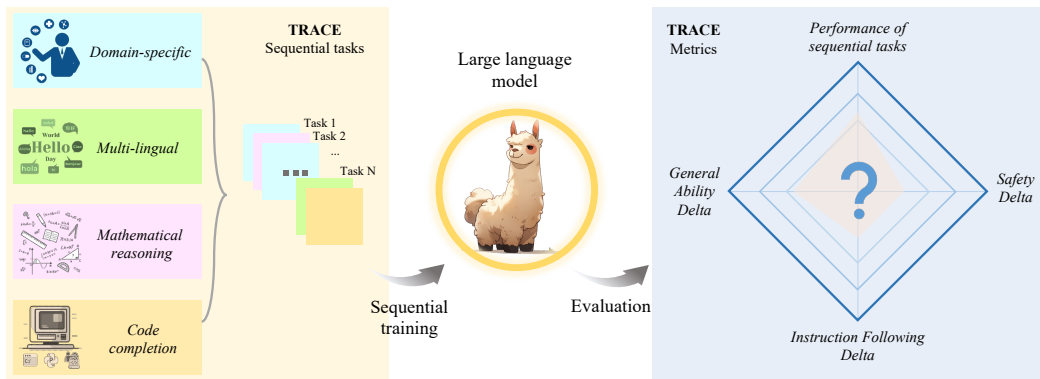 Domain-specific
Multi-lingual
World
Hello
Day
hola
Mathematical
reasoning
Code
completion
TRACE
Sequential tasks
Task 1
Task 2
...
Task N
Sequential
training
Large language
model
Evaluation
TRACE
Metrics
Performance of
sequential tasks
General
Ability
Delta
?
Safety
Delta
Instruction Following
Delta